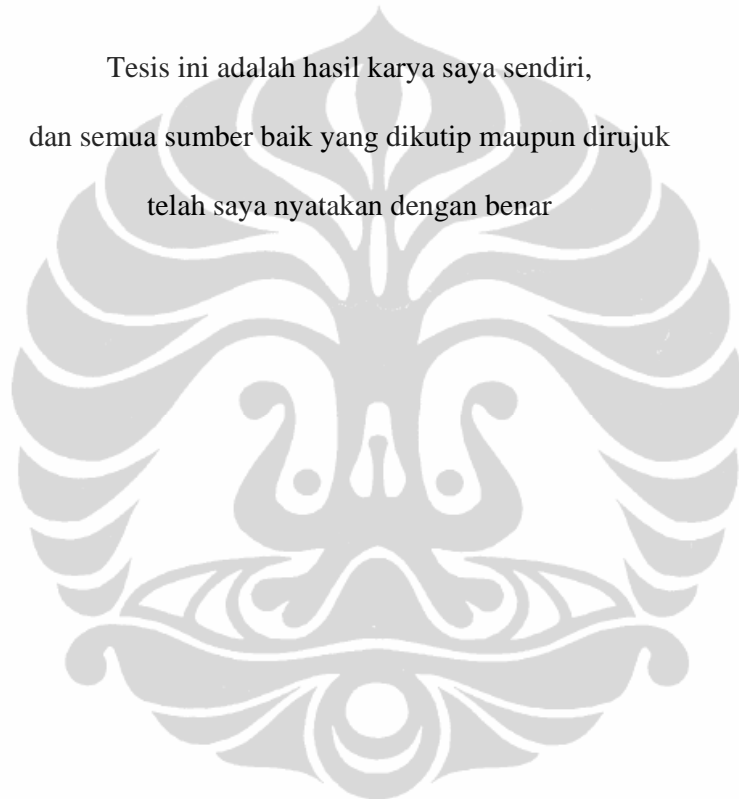 Tesis ini adalah hasil karya saya sendiri,
dan semua sumber baik yang dikutip maupun dirujuk
telah saya nyatakan dengan benar